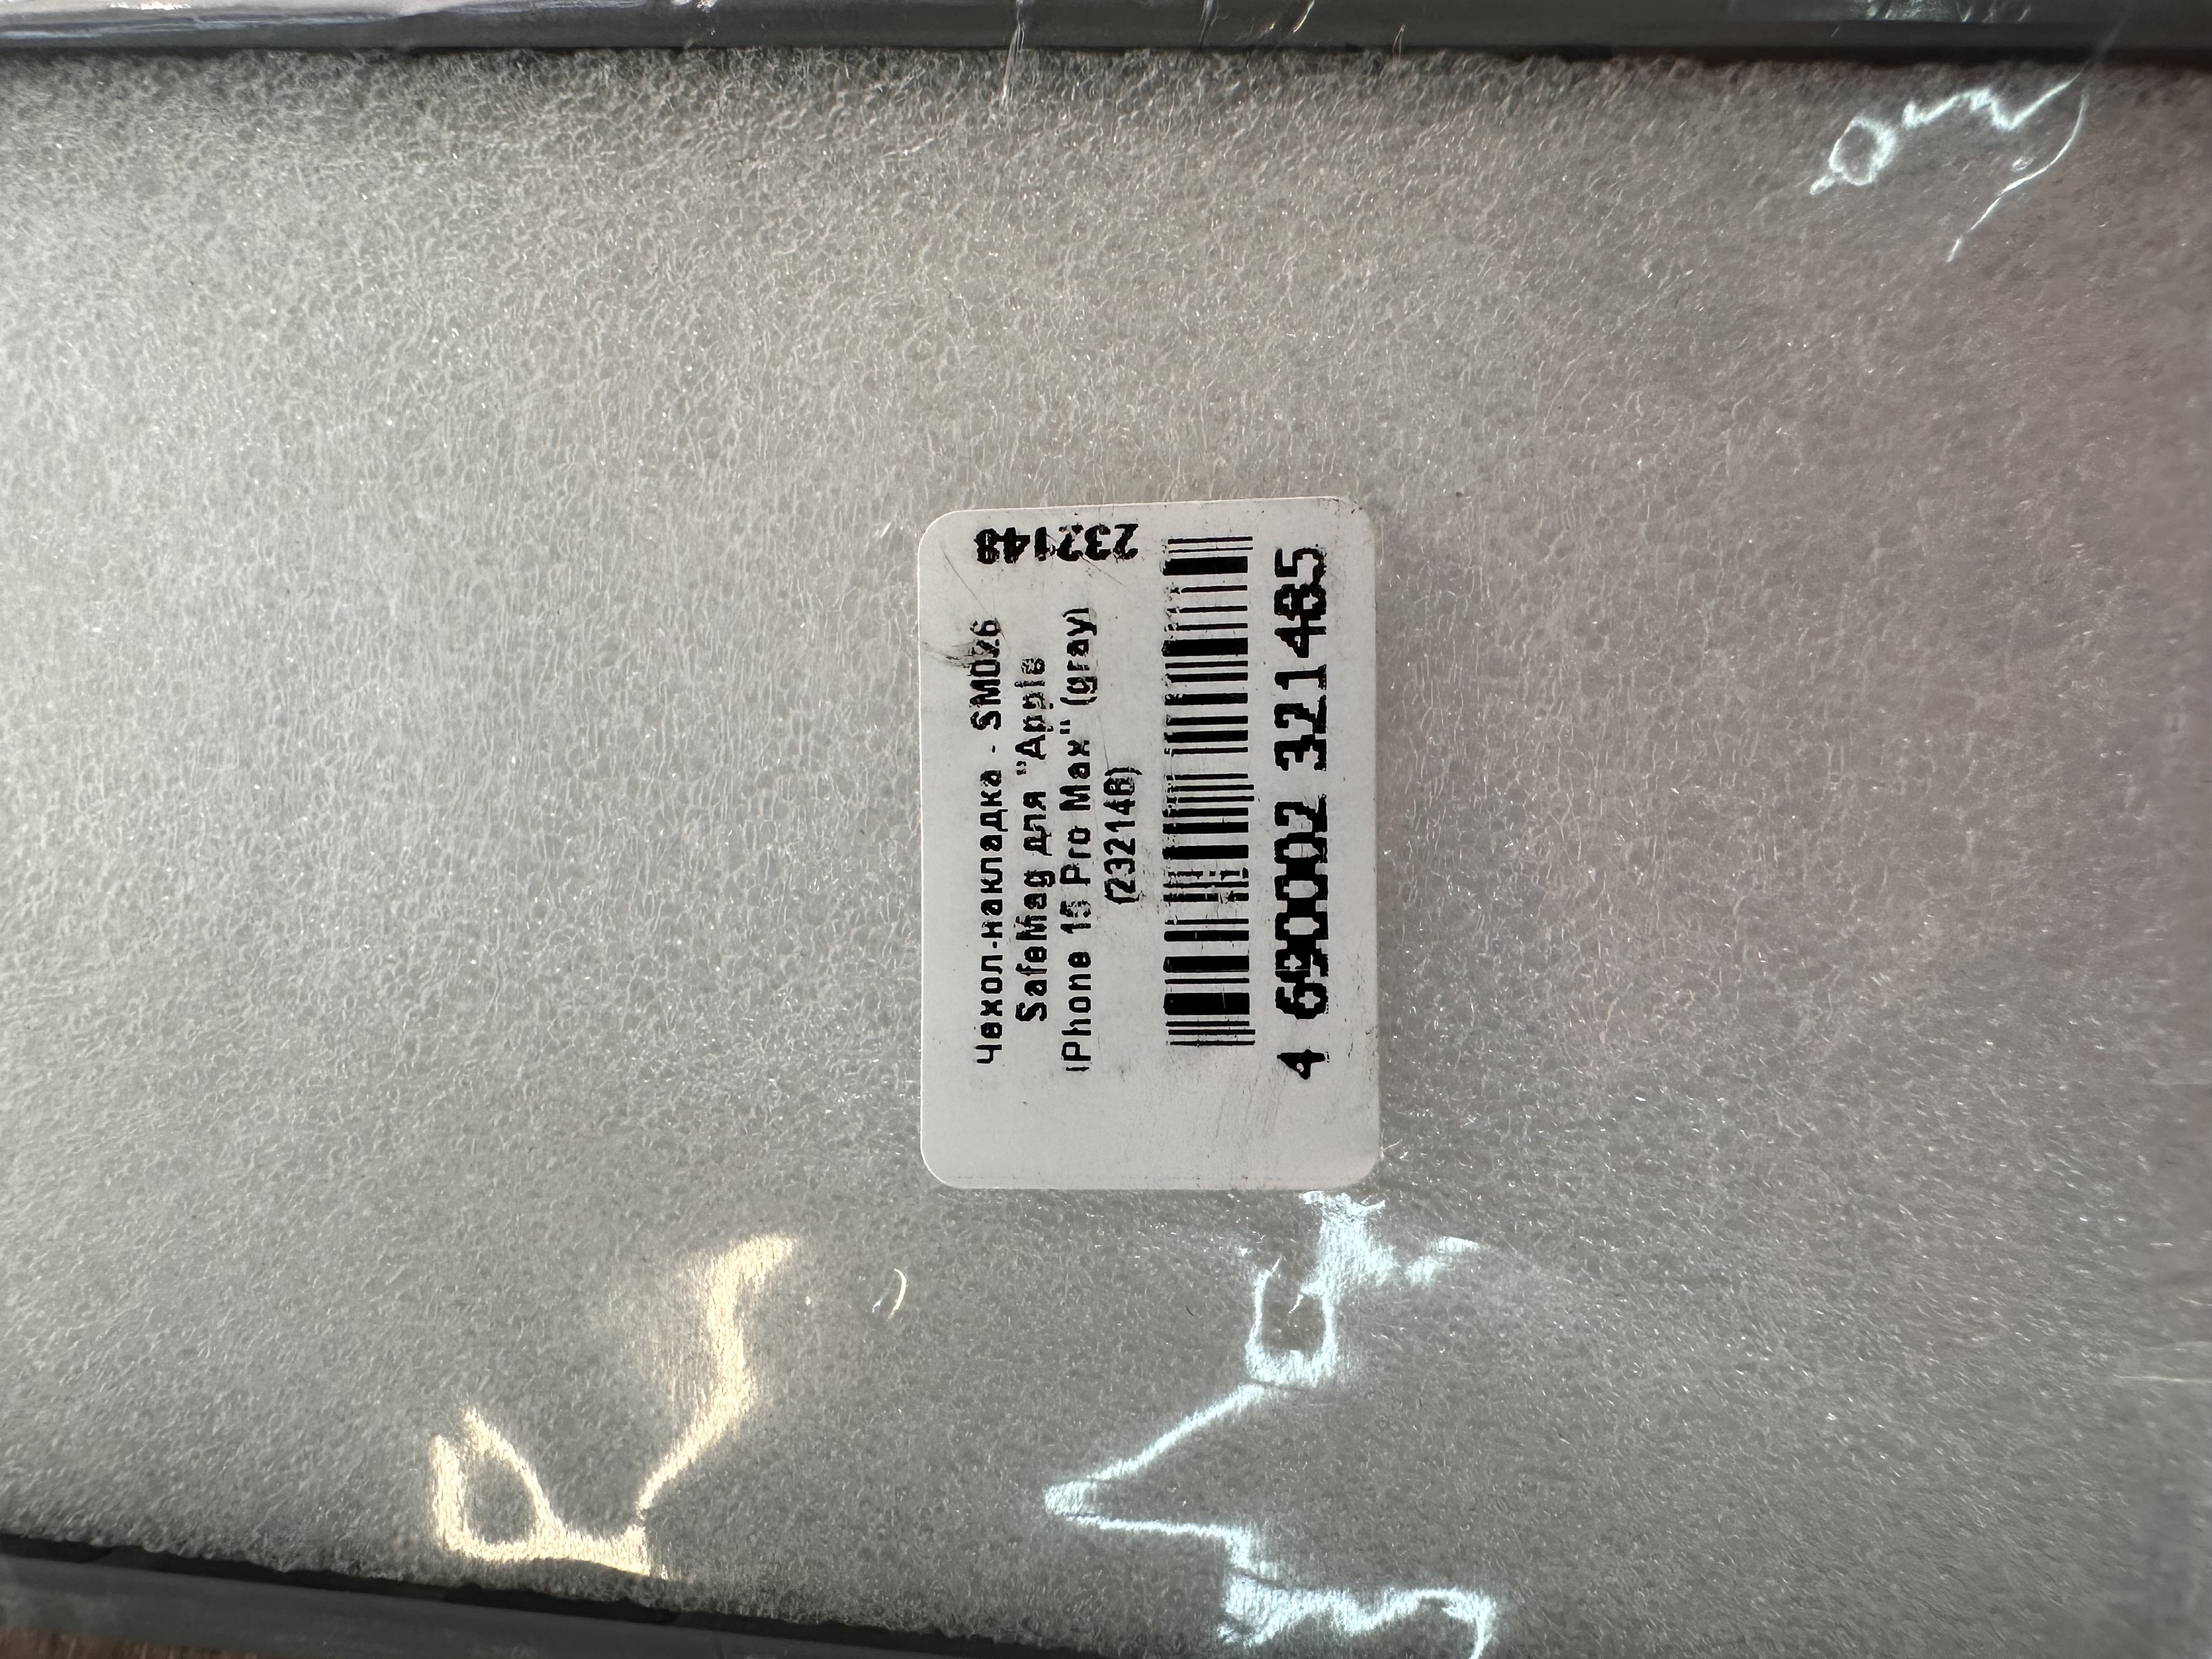 Чехол-накладка - SM026
SafeMag для "Apple
iPhone 15 Pro Max" (gray)
(232148)
4 690002 321485
232148